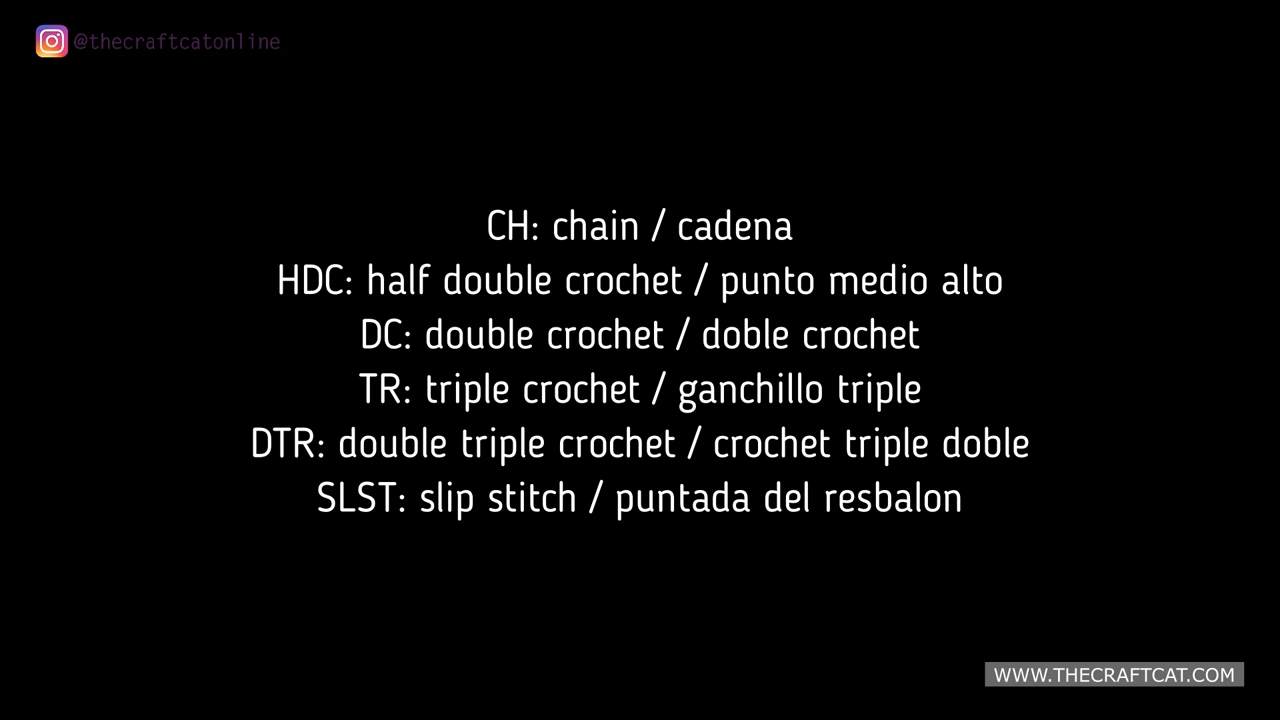 @thecraftcatonline
CH: chain / cadena
HDC: half double crochet / punto medio alto
DC: double crochet / doble crochet
TR: triple crochet / ganchillo triple
DTR: double triple crochet / crochet triple doble
SLST: slip stitch / puntada del resbalon
WWW.THECRAFTCAT.COM